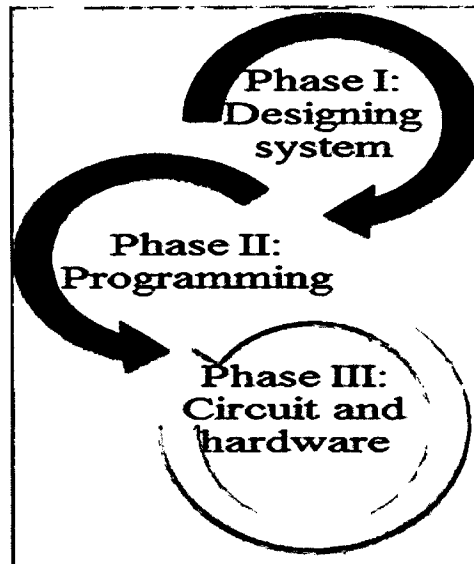 Phase I:
Designing
system
Phase II:
Programming
Phase III:
Circuit and
hardware